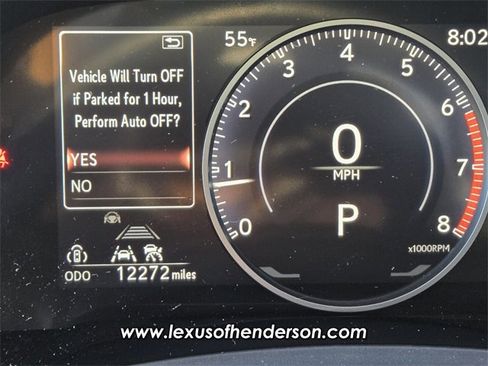 Vehicle Will Turn OFF
if Parked for 1 Hour,
Perform Auto OFF?
YES
NO
ODO 12272 miles
55°F
8:02
0 1 2 3 4 5 6 7 8
x1000RPM
0
MPH
P
www.lexusofhenderson.com